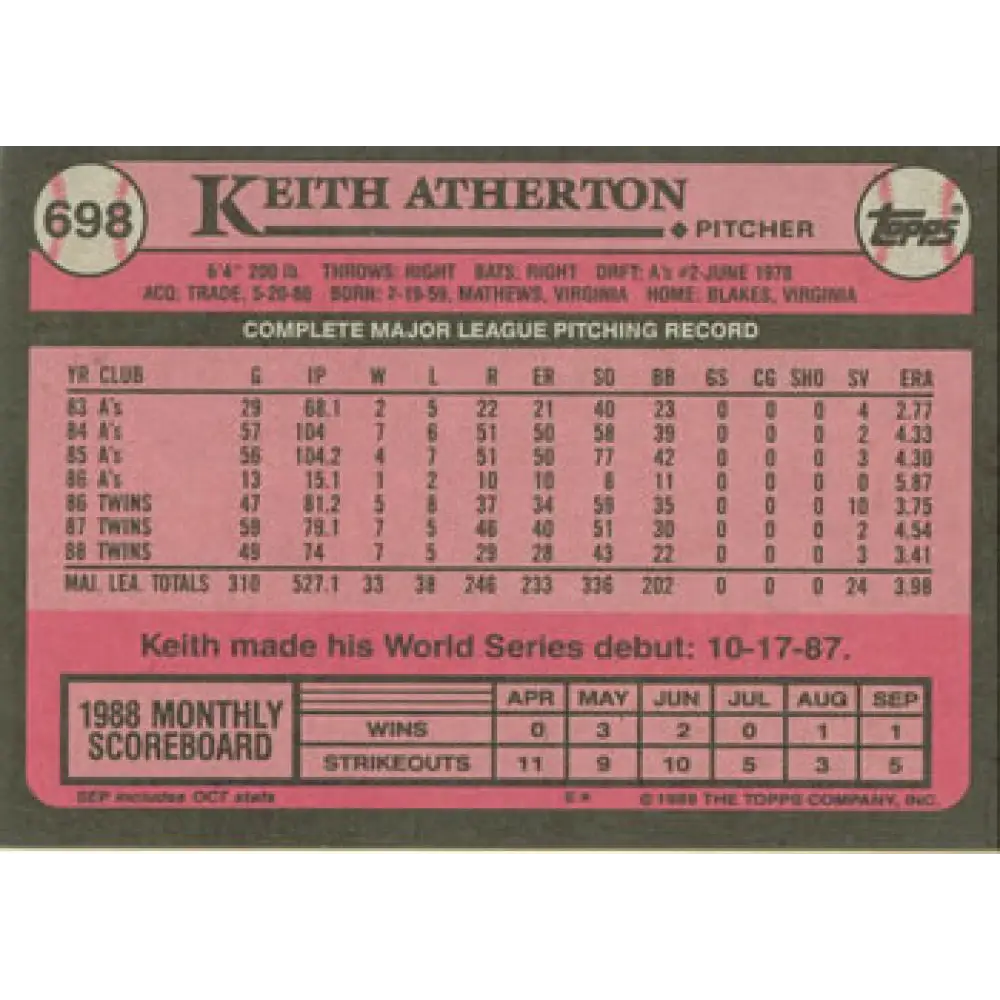 698
KEITH ATHERTON
◆ PITCHER
topps®
6'4" 200 lb. THROWS: RIGHT BATS: RIGHT DRFT: A's #2-JUNE 1978
ACQ: TRADE, 5-20-86 BORN: 2-19-59, MATHEWS, VIRGINIA HOME: BLAKES, VIRGINIA
COMPLETE MAJOR LEAGUE PITCHING RECORD
YR CLUB G IP W L R ER SO BB GS CG SHO SV ERA
83 A's 29 68.1 2 5 22 21 40 23 0 0 0 4 2.77
84 A's 57 104 7 6 51 50 58 39 0 0 0 2 4.33
85 A's 56 104.2 4 7 51 50 77 42 0 0 0 3 4.30
86 A's 13 15.1 1 2 10 10 8 11 0 0 0 0 5.87
86 TWINS 47 81.2 5 8 37 34 59 35 0 0 0 10 3.75
87 TWINS 59 79.1 7 5 46 40 51 30 0 0 0 2 4.54
88 TWINS 49 74 7 5 29 28 43 22 0 0 0 3 3.41
MAJ. LEA. TOTALS 310 527.1 33 38 246 233 336 202 0 0 0 24 3.98
Keith made his World Series debut: 10-17-87.
1988 MONTHLY SCOREBOARD
APR MAY JUN JUL AUG SEP
WINS 0 3 2 0 1 1
STRIKEOUTS 11 9 10 5 3 5
SEP includes OCT stats
E*
© 1989 THE TOPPS COMPANY, INC.